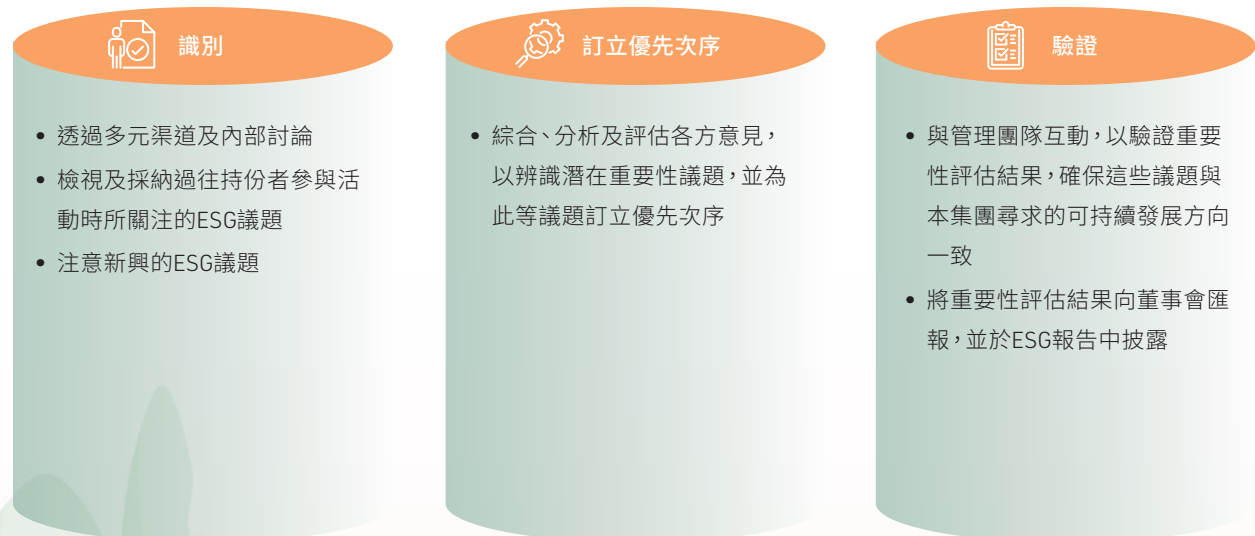 識別
• 透過多元渠道及內部討論
• 檢視及採納過往持份者參與活
動時所關注的ESG議題
• 注意新興的ESG議題
訂立優先次序
• 綜合、分析及評估各方意見，
以辨識潛在重要性議題，並為
此等議題訂立優先次序
驗證
• 與管理團隊互動，以驗證重要
性評估結果，確保這些議題與
本集團尋求的可持續發展方向
一致
• 將重要性評估結果向董事會匯
報，並於ESG報告中披露